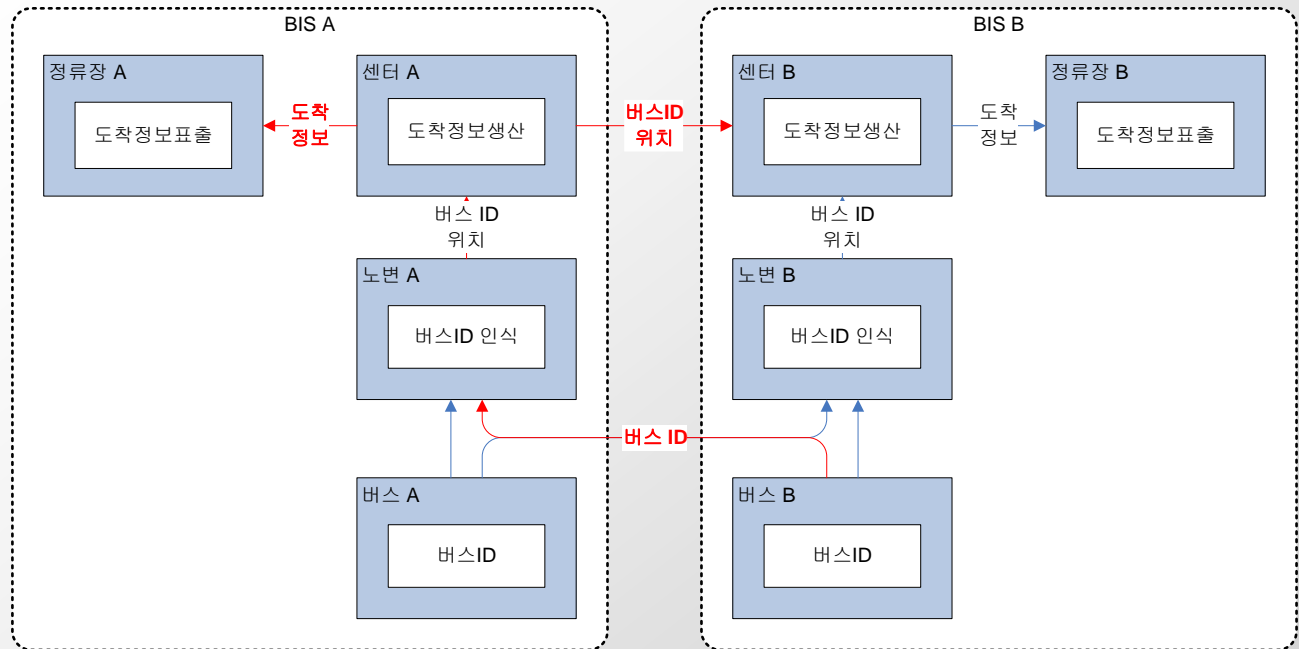 BIS A
BIS B
정류장 A
도착정보표출
도착
정보
센터 A
도착정보생산
버스ID
위치
센터 B
도착정보생산
도착
정보
정류장 B
도착정보표출
버스 ID
위치
버스 ID
위치
노변 A
버스ID 인식
노변 B
버스ID 인식
버스 ID
버스 A
버스ID
버스 B
버스ID